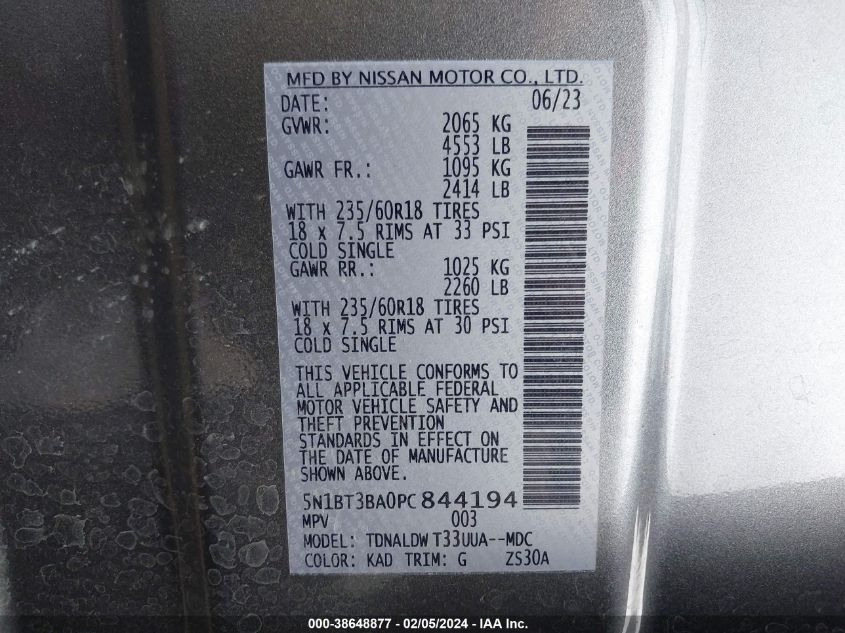 MFD BY NISSAN MOTOR CO., LTD.
DATE: 06/23
GVWR: 2065 KG
4553 LB
GAWR FR.: 1095 KG
2414 LB
WITH 235/60R18 TIRES
18 x 7.5 RIMS AT 33 PSI
COLD SINGLE
GAWR RR.: 1025 KG
2260 LB
WITH 235/60R18 TIRES
18 x 7.5 RIMS AT 30 PSI
COLD SINGLE
THIS VEHICLE CONFORMS TO
ALL APPLICABLE FEDERAL
MOTOR VEHICLE SAFETY AND
THEFT PREVENTION
STANDARDS IN EFFECT ON
THE DATE OF MANUFACTURE
SHOWN ABOVE.
5N1BT3BA0PC844194
MPV 003
MODEL: TDNALDW T33UUA--MDC
COLOR: KAD TRIM: G ZS30A
000-38648877 - 02/05/2024 - IAA Inc.